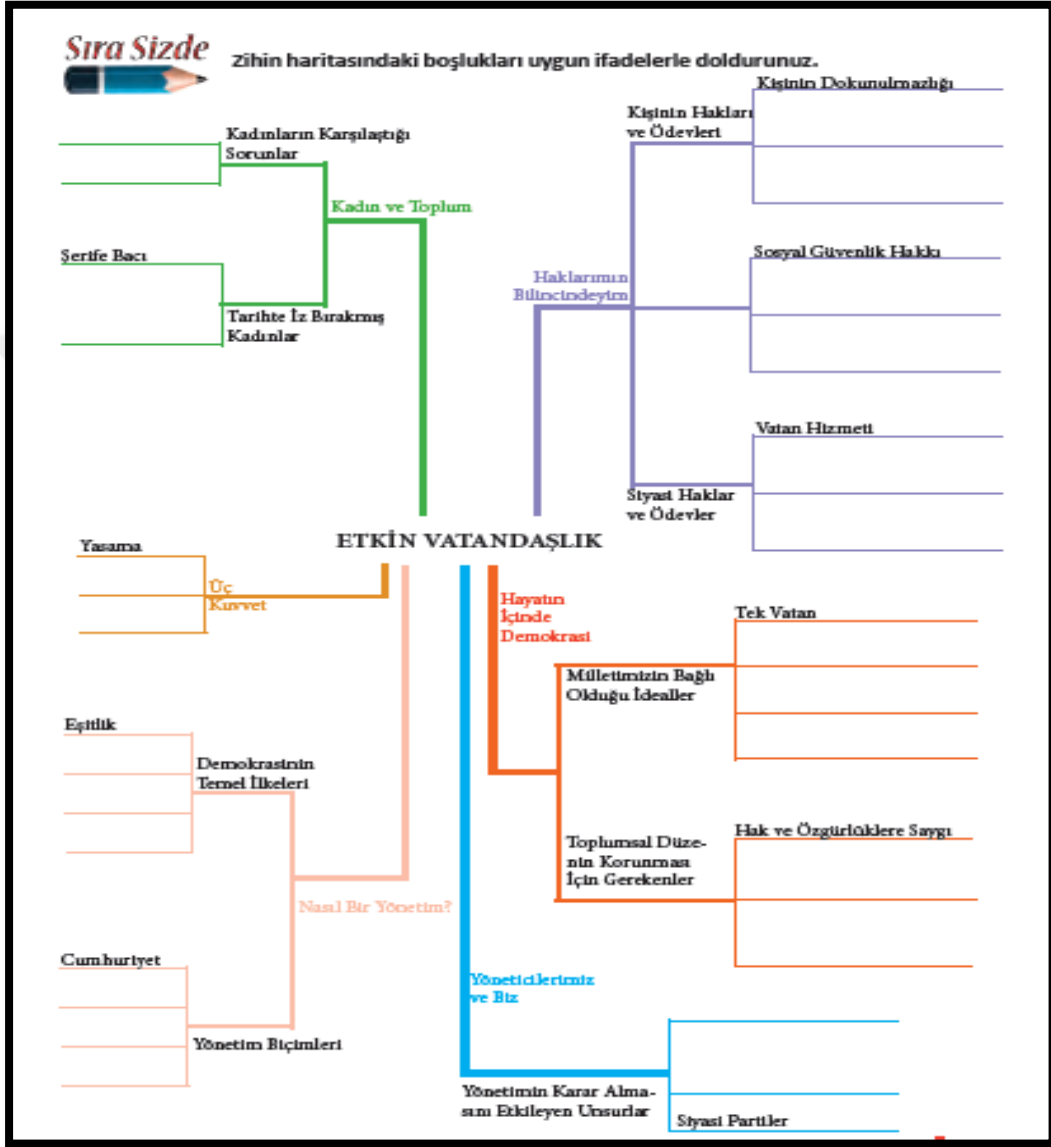 Sıra Sizde
Zihin haritasındaki boşlukları uygun ifadelerle doldurunuz.
Kadınların Karşılaştığı
Sorunlar
Kadın ve Toplum
Şerife Bacı
Tarihte İz Bırakmış
Kadınlar
Kişinin Dokunulmazlığı
Kişinin Hakları
ve Ödevleri
Haklarımın
Bilincindeyim
Sosyal Güvenlik Hakkı
Vatan Hizmeti
Siyasi Haklar
ve Ödevler
ETKİN VATANDAŞLIK
Yasama
Üç
Kuvvet
Eşitlik
Demokrasinin
Temel İlkeleri
Nasıl Bir Yönetim?
Cumhuriyet
Yönetim Biçimleri
Hayatın
İçinde
Demokrasi
Tek Vatan
Milletimizin Bağlı
Olduğu İdealler
Hak ve Özgürlüklere Saygı
Toplumsal Düze-
nin Korunması
İçin Gerekenler
Yöneticilerimiz
ve Biz
Yönetimin Karar Alma-
sını Etkileyen Unsurlar
Siyasi Partiler